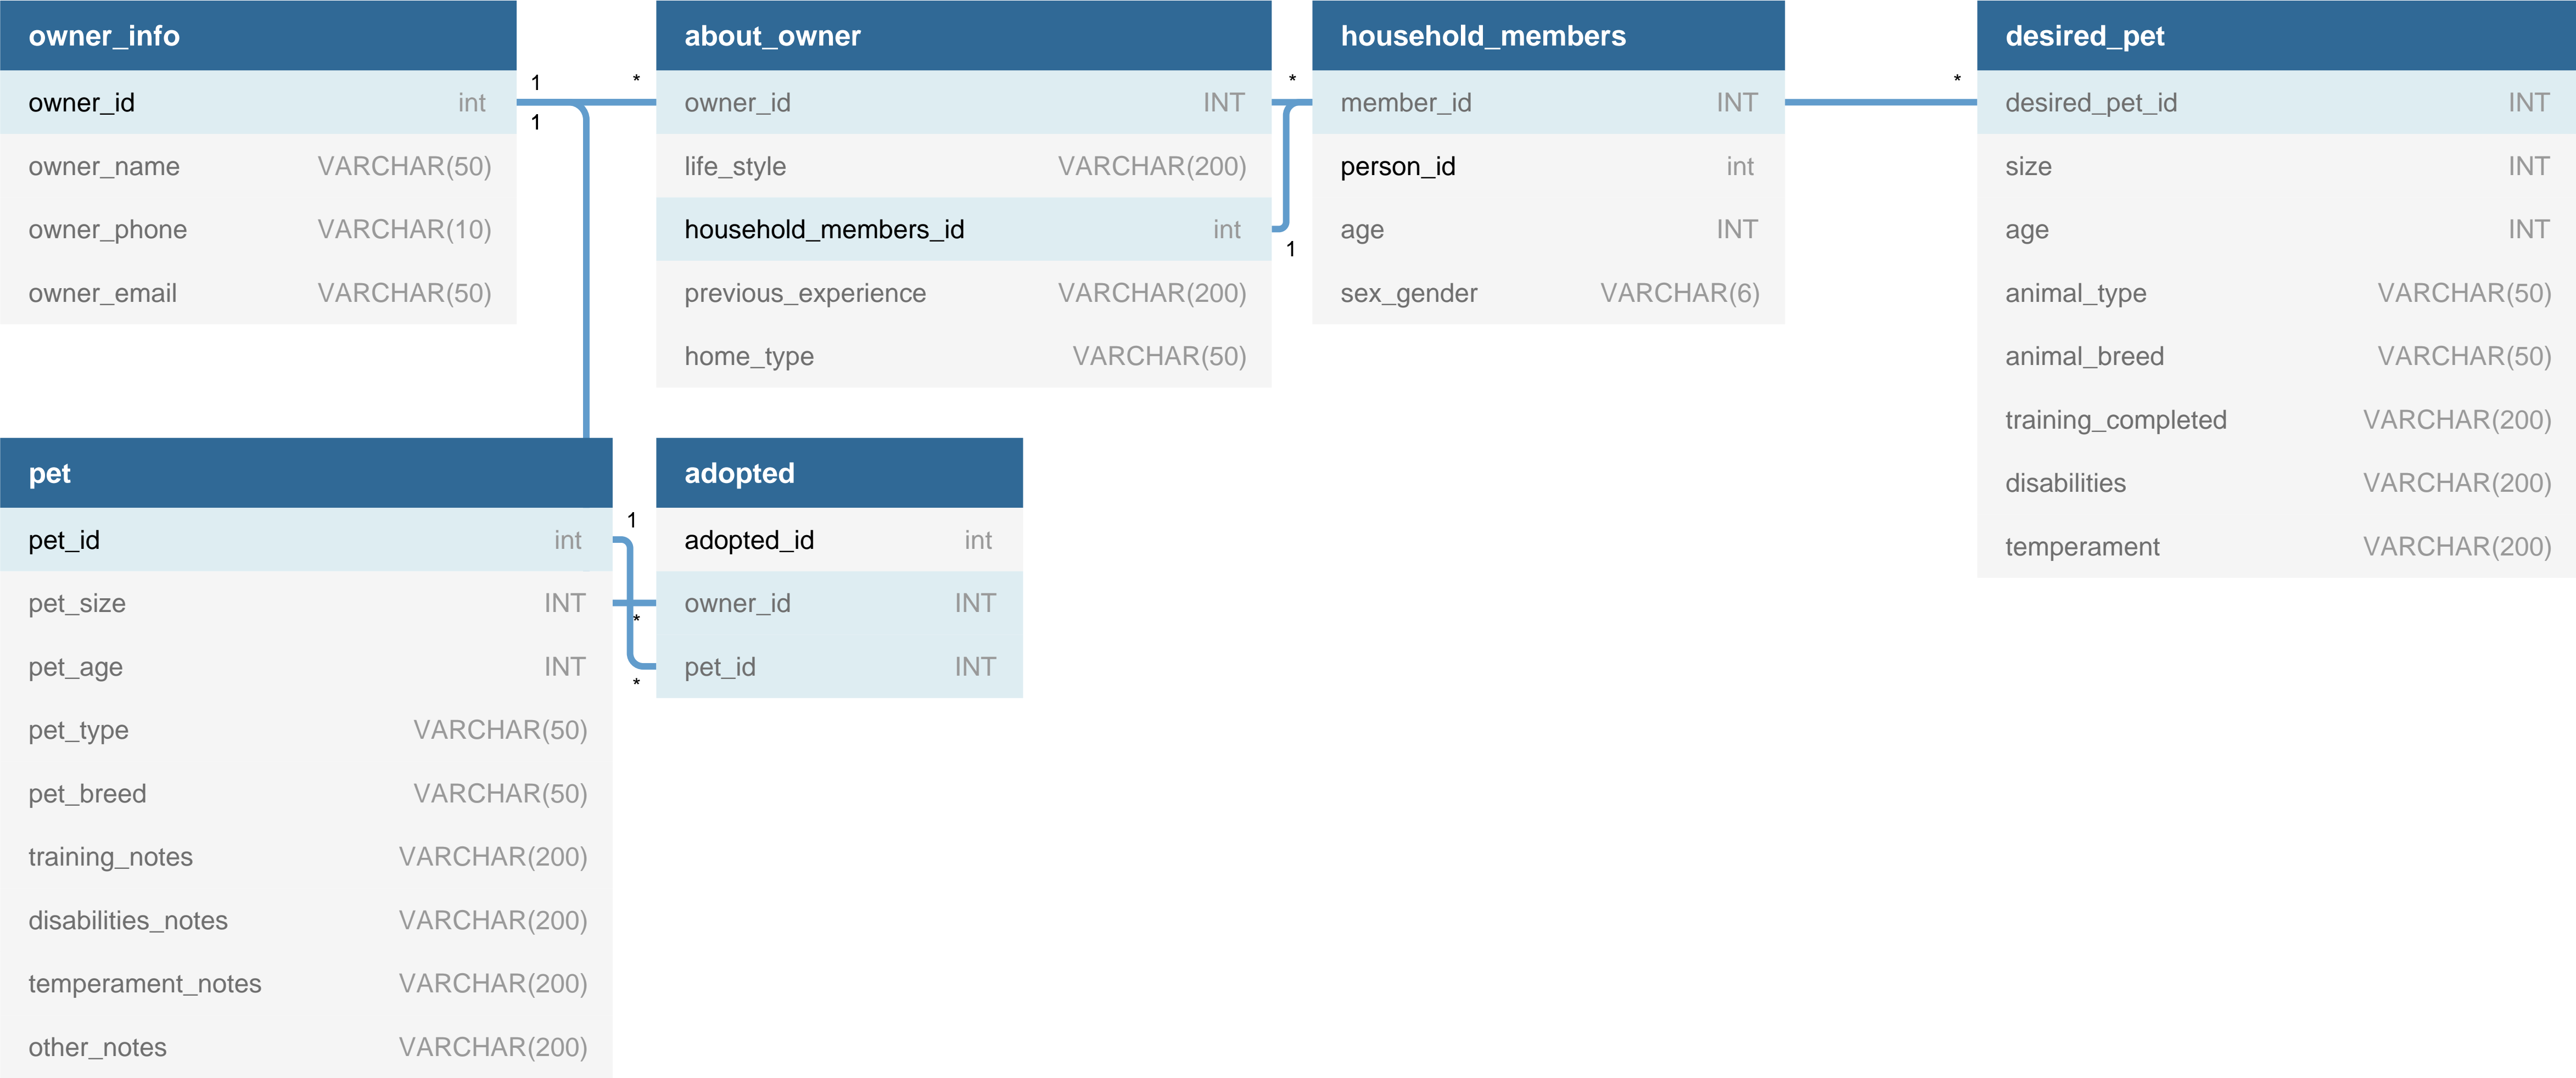 owner_info
owner_id int
owner_name VARCHAR(50)
owner_phone VARCHAR(10)
owner_email VARCHAR(50)
1 *
1
about_owner
owner_id INT
life_style VARCHAR(200)
household_members_id int
previous_experience VARCHAR(200)
home_type VARCHAR(50)
*
1
household_members
member_id INT
person_id int
age INT
sex_gender VARCHAR(6)
*
desired_pet
desired_pet_id INT
size INT
age INT
animal_type VARCHAR(50)
animal_breed VARCHAR(50)
training_completed VARCHAR(200)
disabilities VARCHAR(200)
temperament VARCHAR(200)
pet
pet_id int
pet_size INT
pet_age INT
pet_type VARCHAR(50)
pet_breed VARCHAR(50)
training_notes VARCHAR(200)
disabilities_notes VARCHAR(200)
temperament_notes VARCHAR(200)
other_notes VARCHAR(200)
1
*
*
adopted
adopted_id int
owner_id INT
pet_id INT